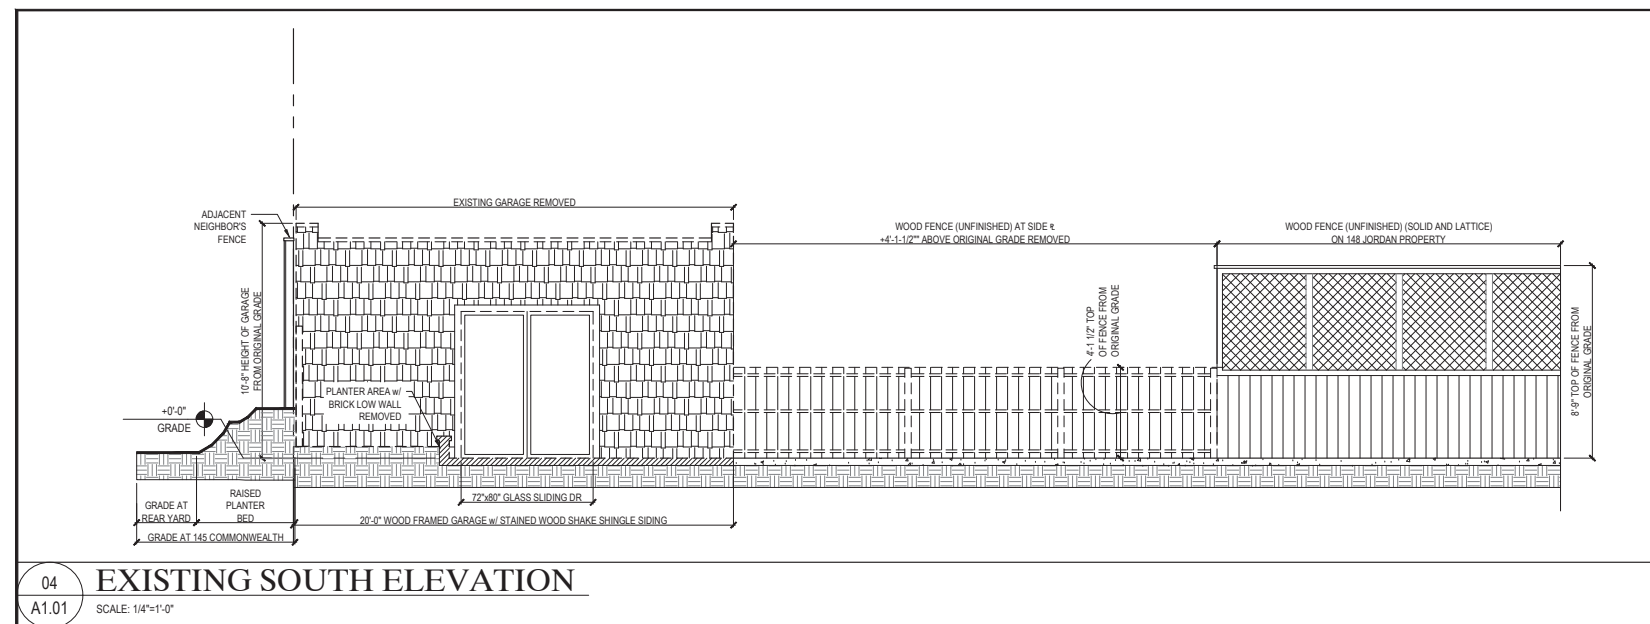 EXISTING GARAGE REMOVED
ADJACENT
NEIGHBOR'S
FENCE
WOOD FENCE (UNFINISHED) AT SIDE ℄
+4'-1-1/2"" ABOVE ORIGINAL GRADE REMOVED
WOOD FENCE (UNFINISHED) (SOLID AND LATTICE)
ON 148 JORDAN PROPERTY
10'-8" HEIGHT OF GARAGE
FROM ORIGINAL GRADE
4'-1 1/2' TOP
OF FENCE FROM
ORIGINAL GRADE
8'-9" TOP OF FENCE FROM
ORIGINAL GRADE
PLANTER AREA w/
BRICK LOW WALL
REMOVED
+0'-0"
GRADE
72"x80" GLASS SLIDING DR
GRADE AT
REAR YARD
RAISED
PLANTER
BED
20'-0" WOOD FRAMED GARAGE w/ STAINED WOOD SHAKE SHINGLE SIDING
GRADE AT 145 COMMONWEALTH
04
A1.01
EXISTING SOUTH ELEVATION
SCALE: 1/4"=1'-0"